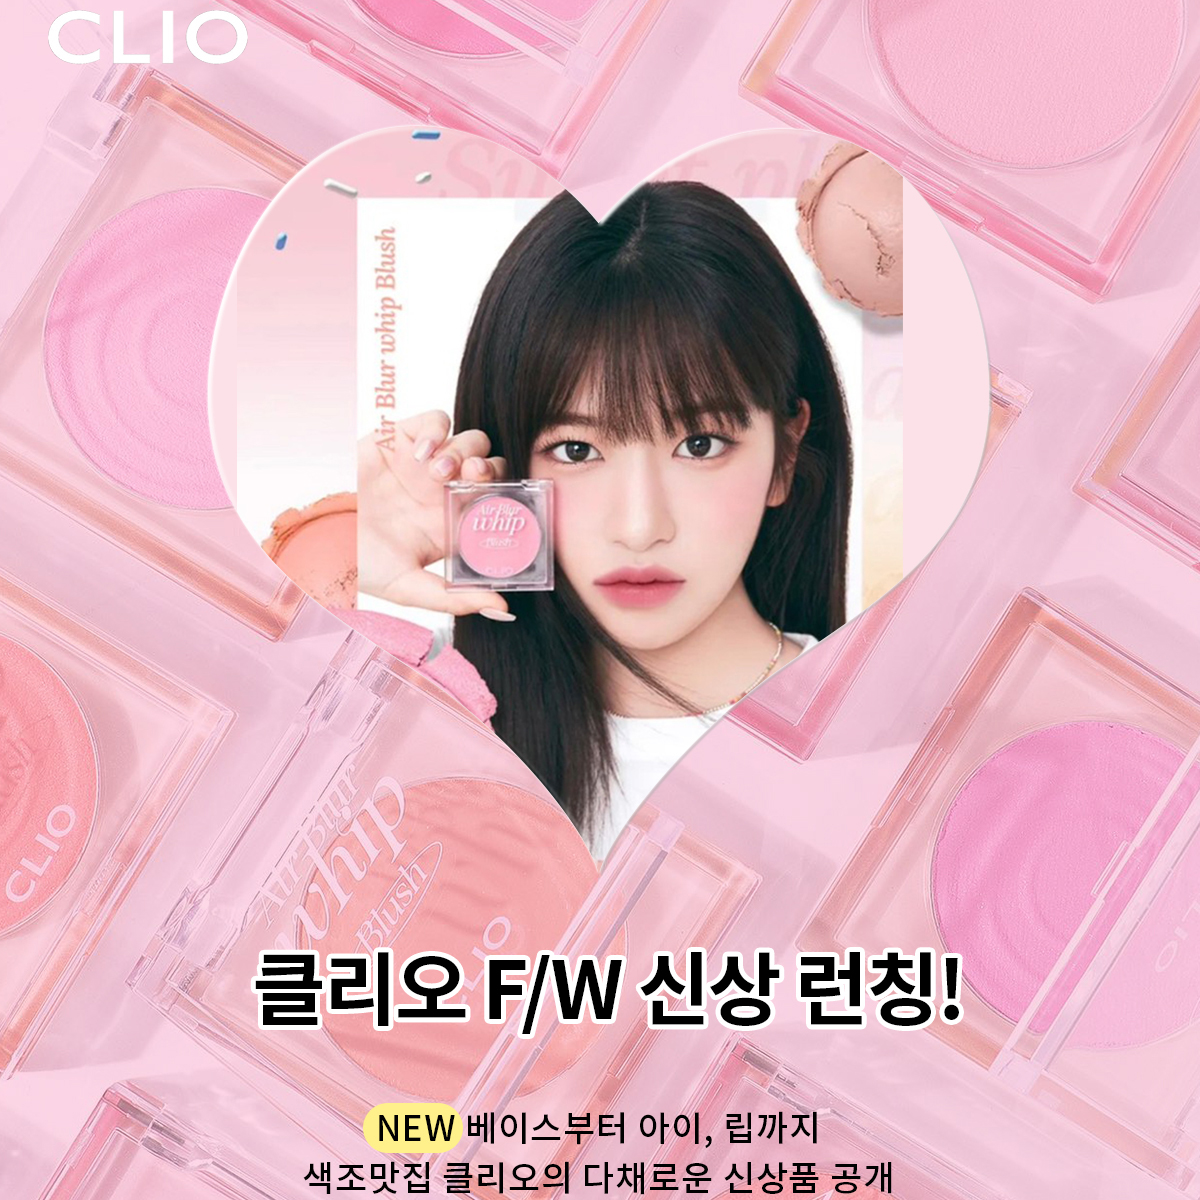 CLIO
Air Blur whip Blush
Air Blur
whip
Blush
CLIO
CLIO
Air Blur
whip
Blush
클리오 F/W 신상 런칭!
NEW 베이스부터 아이, 립까지
색조맛집 클리오의 다채로운 신상품 공개